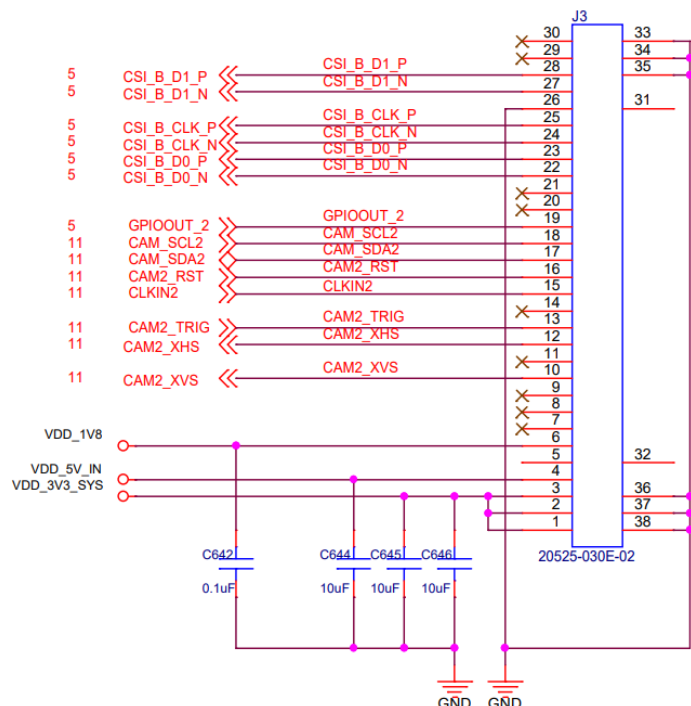 J3
30 33
29 34
5 CSI_B_D1_P CSI_B_D1_P 28 35
5 CSI_B_D1_N CSI_B_D1_N 27
26 31
5 CSI_B_CLK_P CSI_B_CLK_P 25
5 CSI_B_CLK_N CSI_B_CLK_N 24
5 CSI_B_D0_P CSI_B_D0_P 23
5 CSI_B_D0_N CSI_B_D0_N 22
21
20
5 GPIOOUT_2 GPIOOUT_2 19
11 CAM_SCL2 CAM_SCL2 18
11 CAM_SDA2 CAM_SDA2 17
11 CAM2_RST CAM2_RST 16
11 CLKIN2 CLKIN2 15
14
11 CAM2_TRIG CAM2_TRIG 13
11 CAM2_XHS CAM2_XHS 12
11
11 CAM2_XVS CAM2_XVS 10
9
8
7
VDD_1V8 6
5 32
VDD_5V_IN 4
VDD_3V3_SYS 3 36
2 37
1 38
20525-030E-02
C642 C644 C645 C646
0.1uF 10uF 10uF 10uF
GND GND